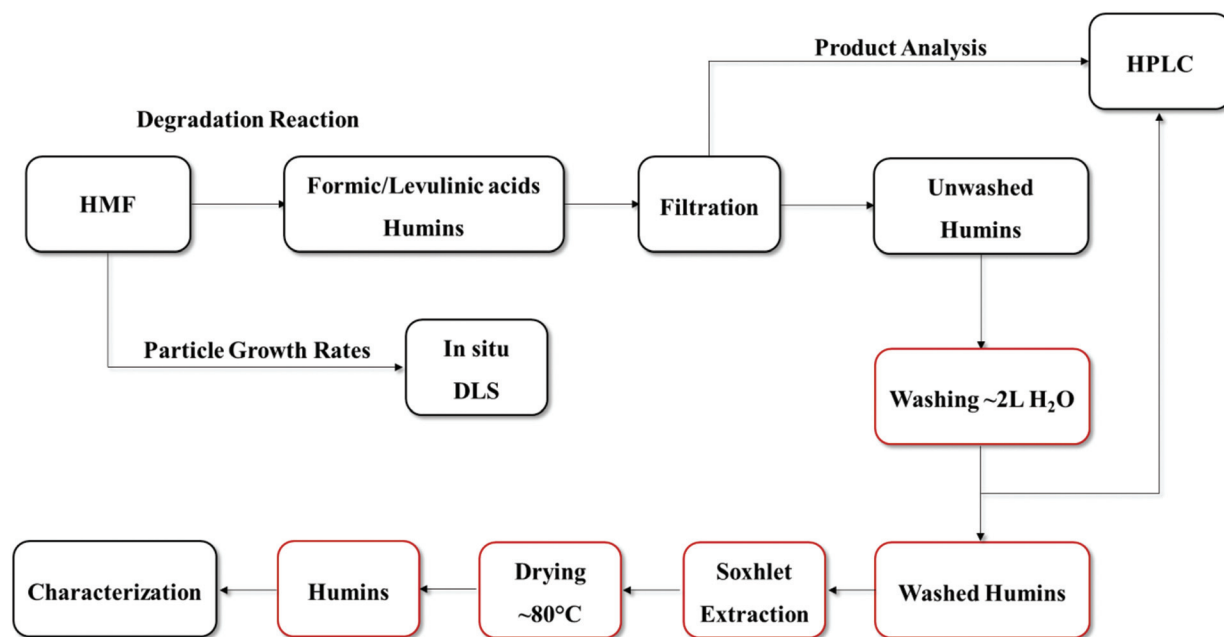 Product Analysis
HPLC
Degradation Reaction
HMF
Formic/Levulinic acids
Humins
Filtration
Unwashed
Humins
Particle Growth Rates
In situ
DLS
Washing ~2L H₂O
Characterization
Humins
Drying
~80°C
Soxhlet
Extraction
Washed Humins